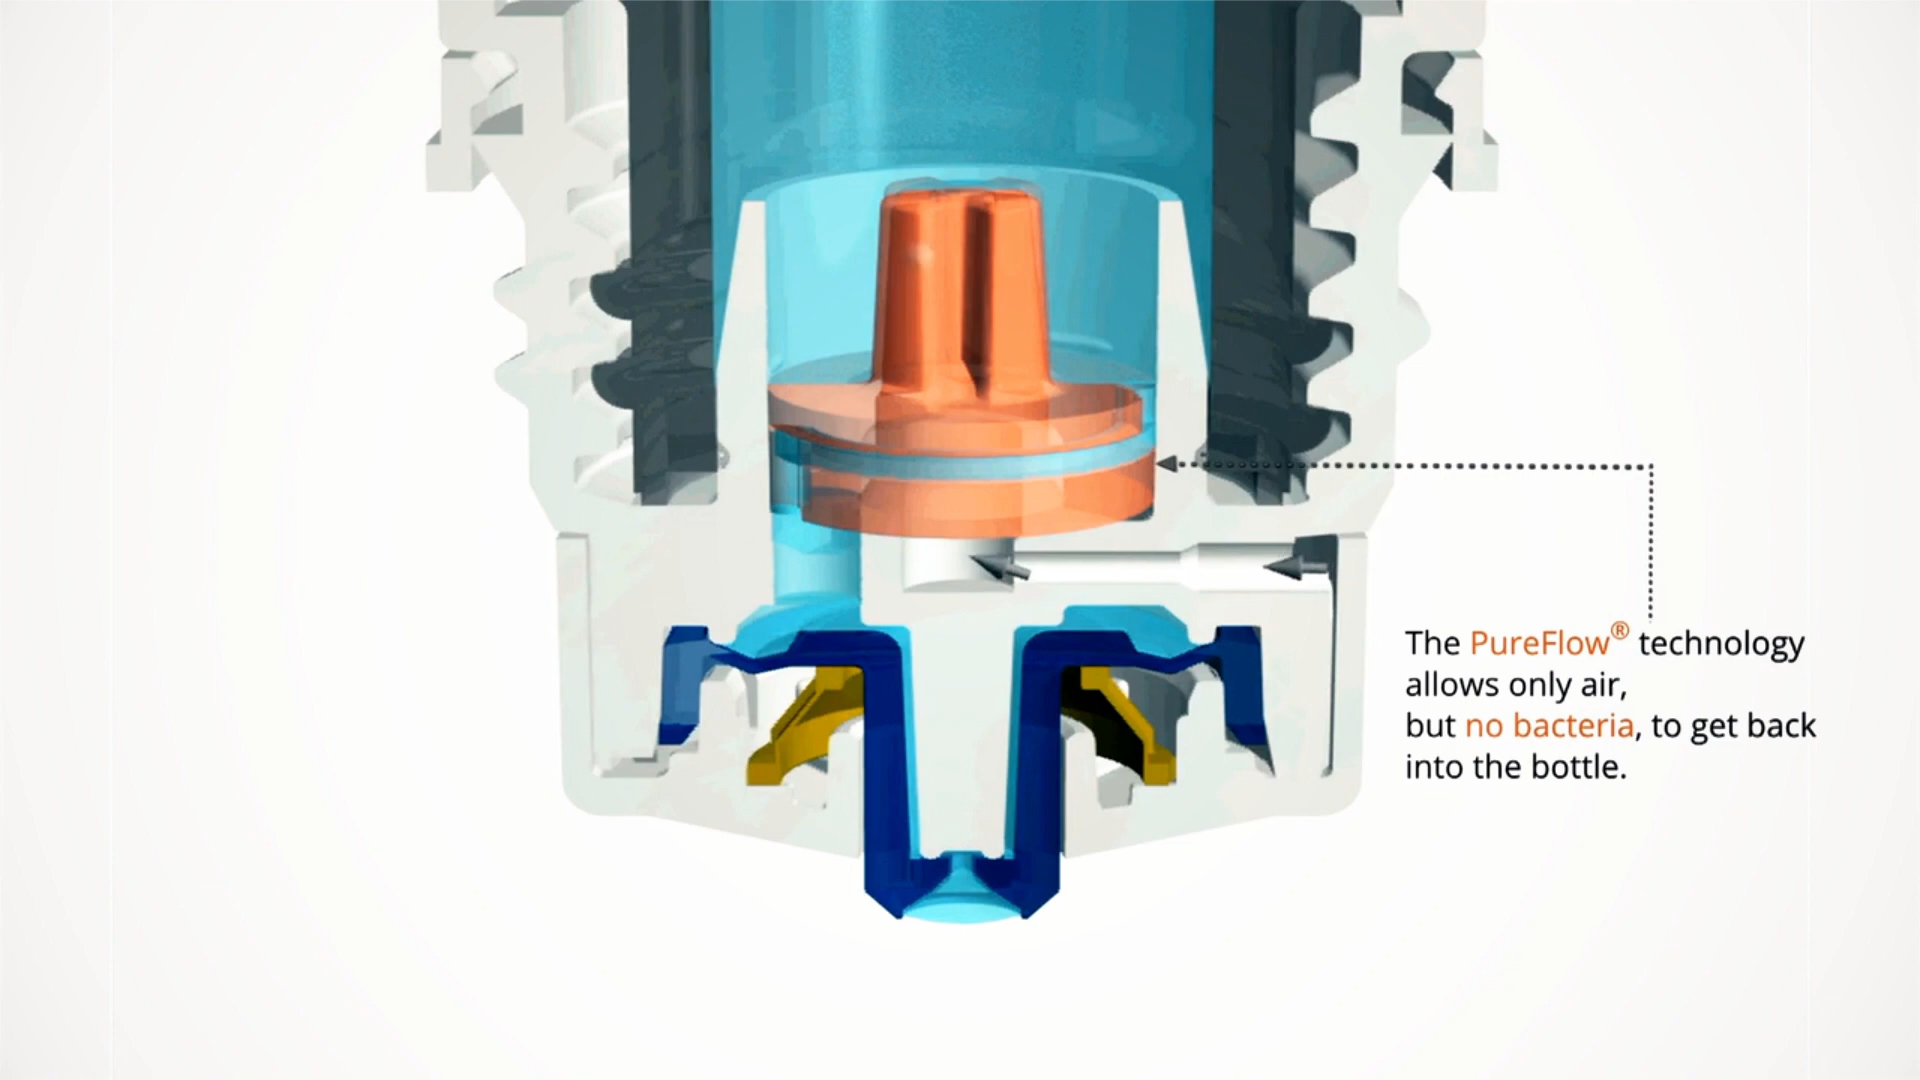 The PureFlow® technology
allows only air,
but no bacteria, to get back
into the bottle.